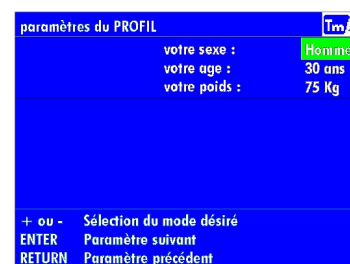 paramètres du PROFIL Tm
votre sexe : Homme
votre age : 30 ans
votre poids : 75 Kg
+ ou - Sélection du mode désiré
ENTER Paramètre suivant
RETURN Paramètre précédent